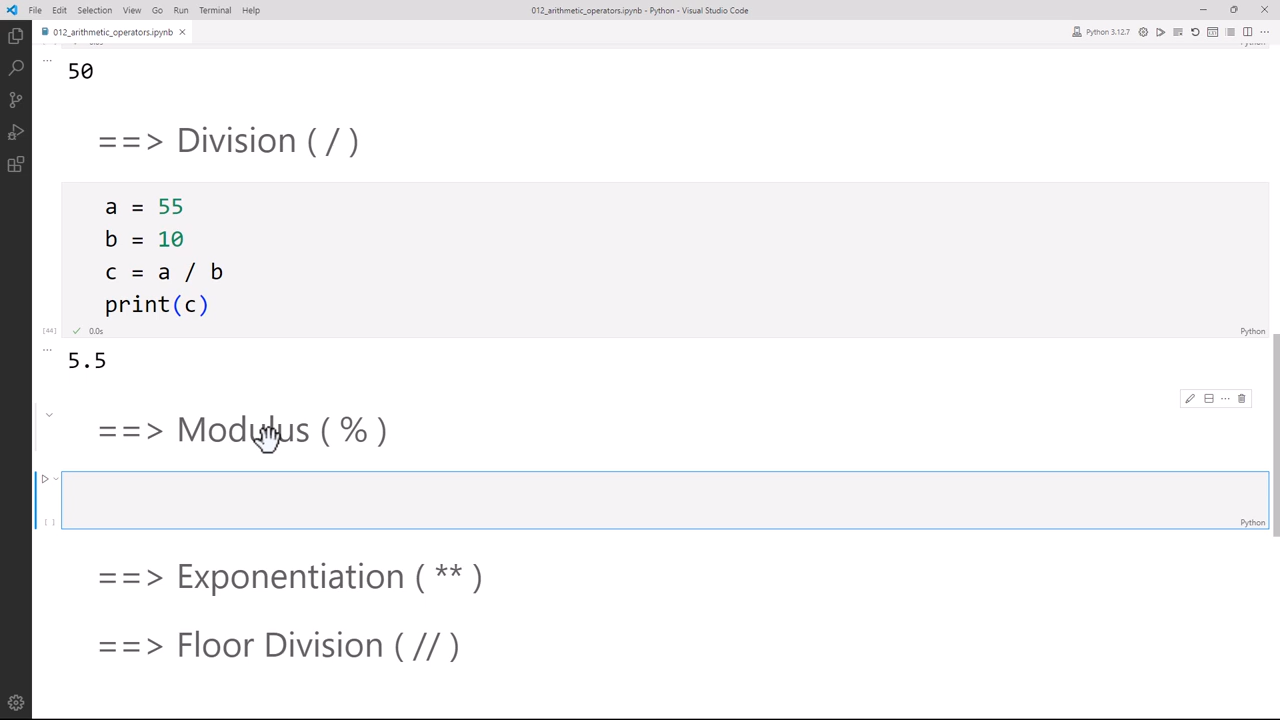 File Edit Selection View Go Run Terminal Help
012_arithmetic_operators.ipynb - Python - Visual Studio Code
012_arithmetic_operators.ipynb
Python 3.12.7
50
==> Division ( / )
a = 55
b = 10
c = a / b
print(c)
[44] 0.0s Python
5.5
==> Modulus ( % )
[ ] Python
==> Exponentiation ( ** )
==> Floor Division ( // )